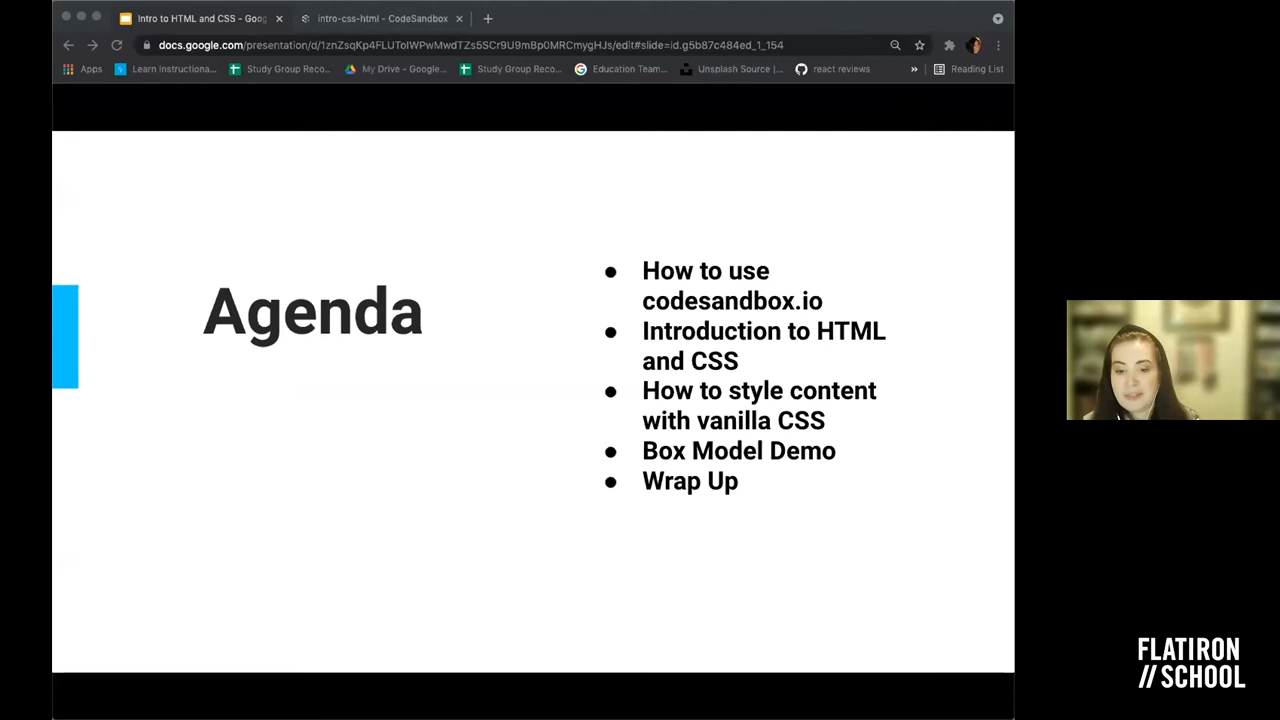 Intro to HTML and CSS - Goog
intro-css-html - CodeSandbox
docs.google.com/presentation/d/1znZsqKp4FLUTolWPwMwdTZs5SCr9U9mBp0MRCmygHJs/edit#slide=id.g5b87c484ed_1_154
Apps
Learn Instructiona...
Study Group Reco...
My Drive - Google...
Study Group Reco...
Education Team...
Unsplash Source |...
react reviews
»
Reading List
Agenda
● How to use
codesandbox.io
● Introduction to HTML
and CSS
● How to style content
with vanilla CSS
● Box Model Demo
● Wrap Up
FLATIRON
// SCHOOL